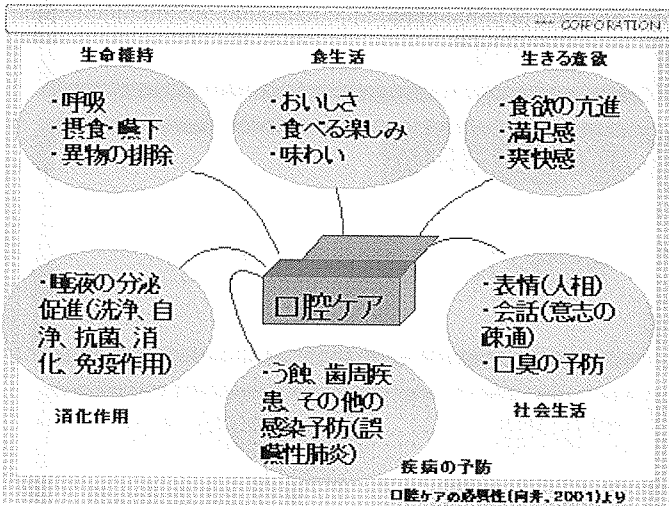 *** CORPORATION
生命維持
・呼吸
・摂食・嚥下
・異物の排除
食生活
・おいしさ
・食べる楽しみ
・味わい
生きる意欲
・食欲の亢進
・満足感
・爽快感
口腔ケア
・唾液の分泌
促進(洗浄、自
浄、抗菌、消
化、免疫作用)
消化作用
・う蝕、歯周疾
患、その他の
感染予防(誤
嚥性肺炎)
疾病の予防
・表情(人相)
・会話(意志の
疎通)
・口臭の予防
社会生活
口腔ケアの必要性(向井、2001)より